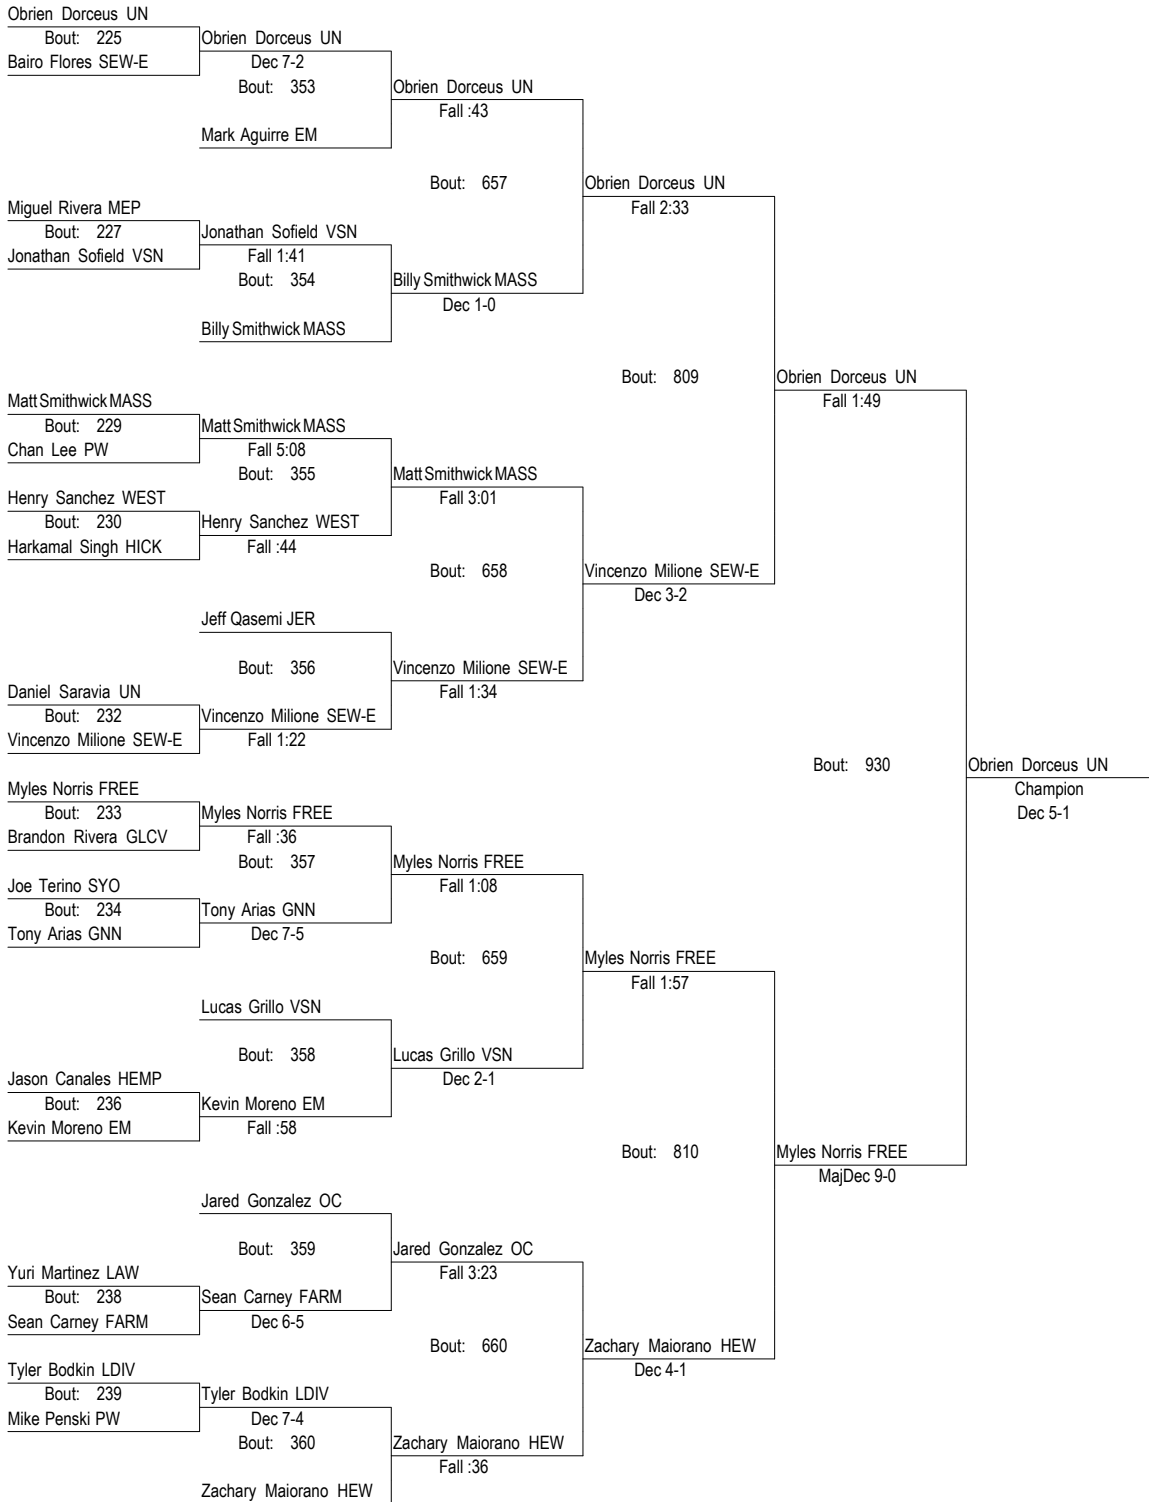 Obrien Dorceus UN
Bout: 225
Obrien Dorceus UN
Bairo Flores SEW-E
Dec 7-2
Bout: 353
Obrien Dorceus UN
Fall :43
Mark Aguirre EM
Bout: 657
Obrien Dorceus UN
Miguel Rivera MEP
Fall 2:33
Bout: 227
Jonathan Sofield VSN
Jonathan Sofield VSN
Fall 1:41
Bout: 354
Billy Smithwick MASS
Dec 1-0
Billy Smithwick MASS
Bout: 809
Obrien Dorceus UN
Matt Smithwick MASS
Fall 1:49
Bout: 229
Matt Smithwick MASS
Chan Lee PW
Fall 5:08
Bout: 355
Matt Smithwick MASS
Henry Sanchez WEST
Fall 3:01
Bout: 230
Henry Sanchez WEST
Harkamal Singh HICK
Fall :44
Bout: 658
Vincenzo Milione SEW-E
Dec 3-2
Jeff Qasemi JER
Bout: 356
Vincenzo Milione SEW-E
Daniel Saravia UN
Fall 1:34
Bout: 232
Vincenzo Milione SEW-E
Vincenzo Milione SEW-E
Fall 1:22
Bout: 930
Obrien Dorceus UN
Myles Norris FREE
Champion
Bout: 233
Myles Norris FREE
Dec 5-1
Brandon Rivera GLCV
Fall :36
Bout: 357
Myles Norris FREE
Joe Terino SYO
Fall 1:08
Bout: 234
Tony Arias GNN
Tony Arias GNN
Dec 7-5
Bout: 659
Myles Norris FREE
Fall 1:57
Lucas Grillo VSN
Bout: 358
Lucas Grillo VSN
Jason Canales HEMP
Dec 2-1
Bout: 236
Kevin Moreno EM
Kevin Moreno EM
Fall :58
Bout: 810
Myles Norris FREE
MajDec 9-0
Jared Gonzalez OC
Bout: 359
Jared Gonzalez OC
Yuri Martinez LAW
Fall 3:23
Bout: 238
Sean Carney FARM
Sean Carney FARM
Dec 6-5
Bout: 660
Zachary Maiorano HEW
Tyler Bodkin LDIV
Dec 4-1
Bout: 239
Tyler Bodkin LDIV
Mike Penski PW
Dec 7-4
Bout: 360
Zachary Maiorano HEW
Fall :36
Zachary Maiorano HEW